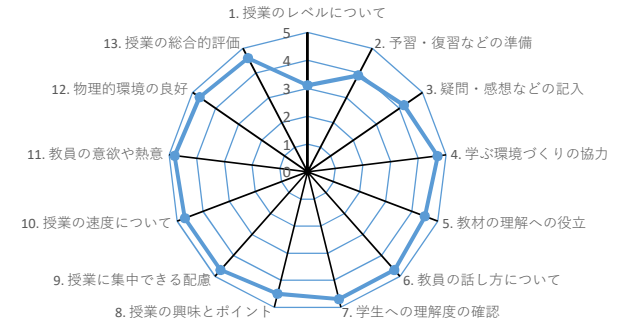 1. 授業のレベルについて
2. 予習・復習などの準備
3. 疑問・感想などの記入
4. 学ぶ環境づくりの協力
5. 教材の理解への役立
6. 教員の話し方について
7. 学生への理解度の確認
8. 授業の興味とポイント
9. 授業に集中できる配慮
10. 授業の速度について
11. 教員の意欲や熱意
12. 物理的環境の良好
13. 授業の総合的評価
5
4
3
2
1
0